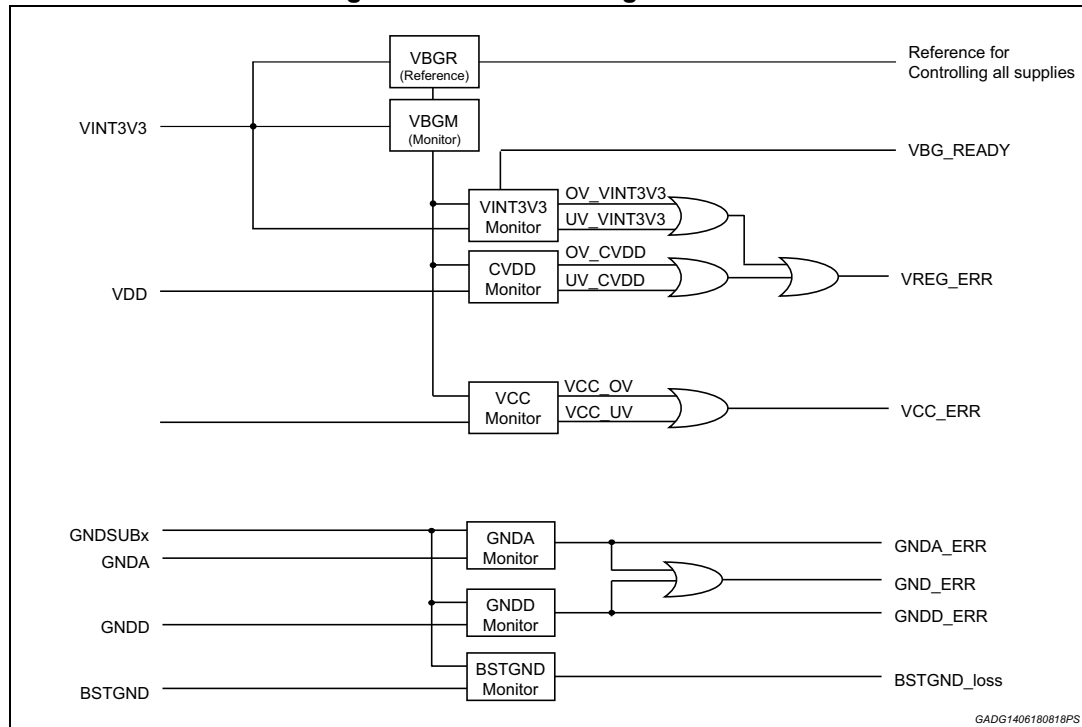 VBGR
(Reference)
Reference for
Controlling all supplies
VINT3V3
VBGM
(Monitor)
VBG_READY
VINT3V3
Monitor
OV_VINT3V3
UV_VINT3V3
CVDD
Monitor
OV_CVDD
UV_CVDD
VREG_ERR
VDD
VCC
Monitor
VCC_OV
VCC_UV
VCC_ERR
GNDSUBx
GNDA
GNDA
Monitor
GNDA_ERR
GND_ERR
GNDD
GNDD
Monitor
GNDD_ERR
BSTGND
BSTGND
Monitor
BSTGND_loss
GADG1406180818PS